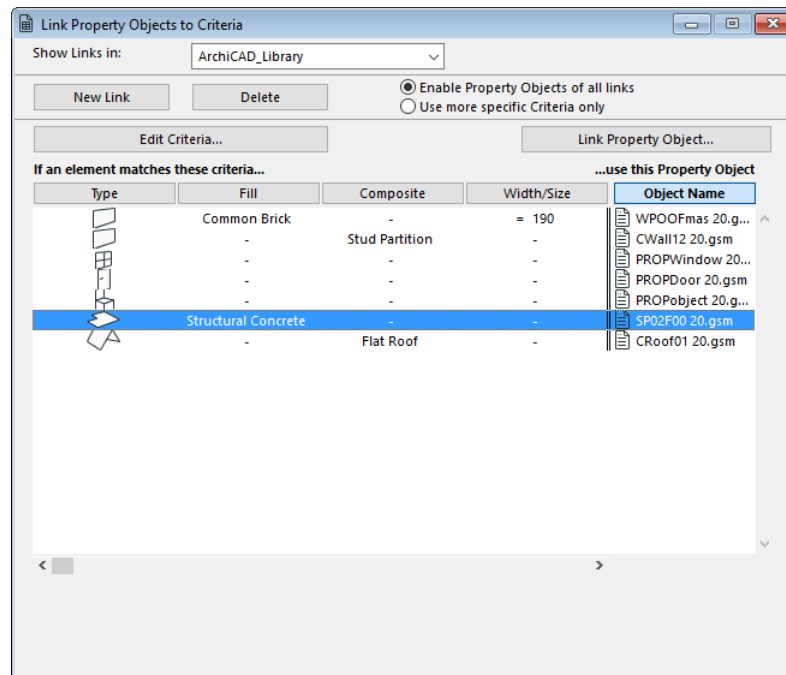 Link Property Objects to Criteria
Show Links in: ArchiCAD_Library
New Link Delete Enable Property Objects of all links
Use more specific Criteria only
Edit Criteria... Link Property Object...
If an element matches these criteria... ...use this Property Object
Type Fill Composite Width/Size Object Name
Common Brick - = 190 WPOOFmas 20.g...
- Stud Partition - CWall12 20.gsm
- - - PROPWindow 20...
- - - PROPDoor 20.gsm
- - - PROPobject 20.g...
Structural Concrete - - SP02F00 20.gsm
- Flat Roof - CRoof01 20.gsm